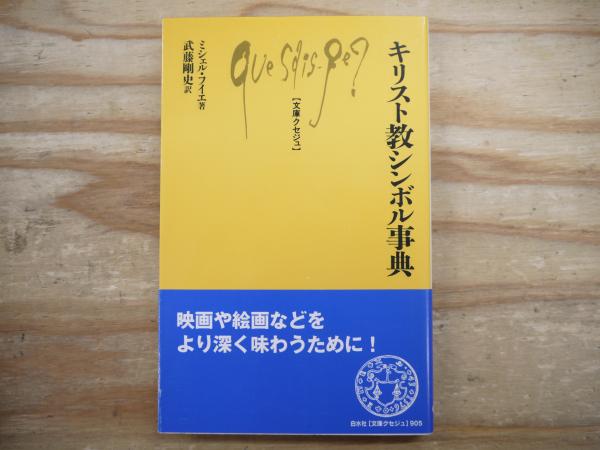 キリスト教シンボル事典
Que sais-je?
[文庫クセジュ]
ミシェル・フイエ著
武藤剛史訳
映画や絵画などを
より深く味わうために!
白水社[文庫クセジュ]905